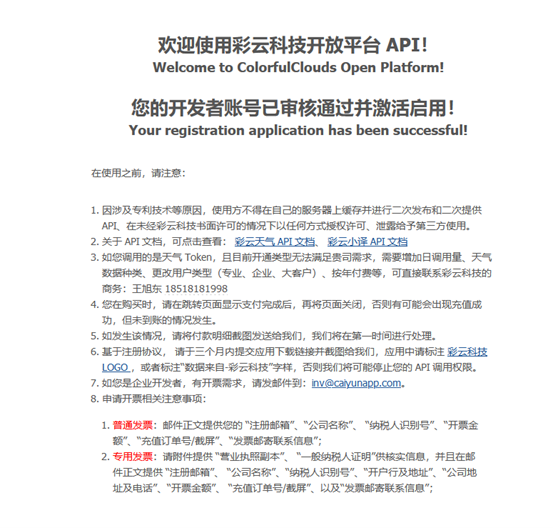 欢迎使用彩云科技开放平台 API！
Welcome to ColorfulClouds Open Platform!
您的开发者账号已审核通过并激活启用！
Your registration application has been successful!
在使用之前，请注意：
1. 因涉及专利技术等原因，使用方不得在自己的服务器上缓存并进行二次发布和二次提供
API、在未经彩云科技书面许可的情况下以任何方式授权许可、泄露给予第三方使用。
2. 关于 API 文档，可点击查看： 彩云天气 API 文档、 彩云小译 API 文档
3. 如您调用的是天气 Token，且目前开通类型无法满足贵司需求，需要增加日调用量、天气
数据种类、更改用户类型（专业、企业、大客户）、按年付费等，可直接联系彩云科技的
商务：王旭东 18518181998
4. 您在购买时，请在跳转页面显示支付完成后，再将页面关闭，否则有可能会出现充值成
功，但未到账的情况发生。
5. 如发生该情况，请将付款明细截图发送给我们，我们将在第一时间进行处理。
6. 基于注册协议， 请于三个月内提交应用下载链接并截图给我们，应用中请标注 彩云科技
LOGO ，或者标注“数据来自-彩云科技”字样，否则我们将可能停止您的 API 调用权限。
7. 如您是企业开发者，有开票需求，请发邮件到：inv@caiyunapp.com。
8. 申请开票相关注意事项：
1. 普通发票：邮件正文提供您的 “注册邮箱”、“公司名称”、 “纳税人识别号”、“开票金
额”、“充值订单号/截屏”、“发票邮寄联系信息”；
2. 专用发票：请附件提供 “营业执照副本”、 “一般纳税人证明”供核实信息，并且在邮
件正文提供 “注册邮箱”、 “公司名称”、“纳税人识别号”、“开户行及地址”、“公司地
址及电话”、“开票金额”、 “充值订单号/截屏”、以及“发票邮寄联系信息”；